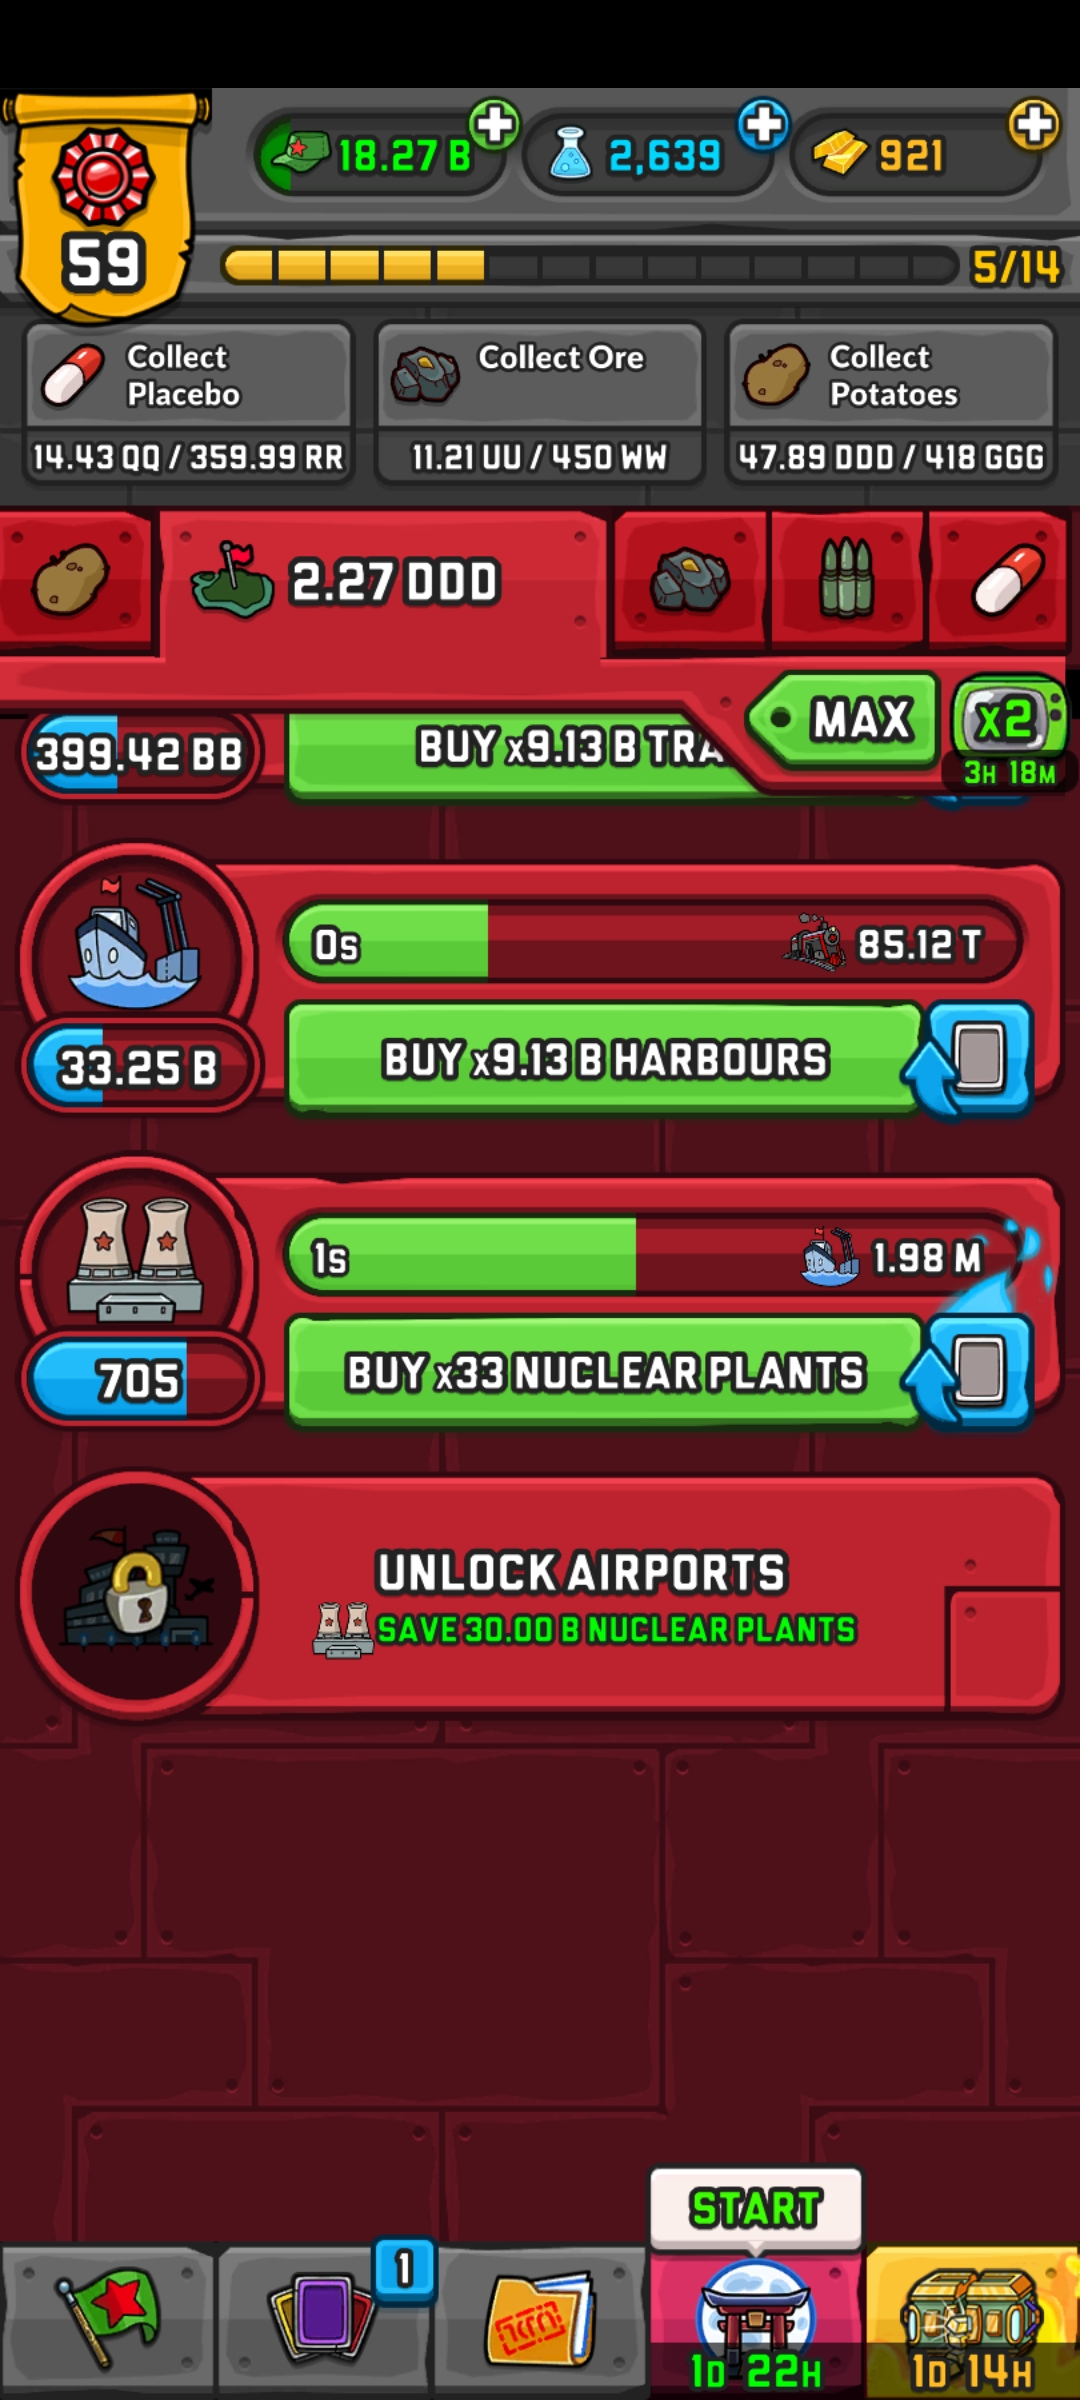 59
18.27 B
2,639
921
5/14
Collect
Placebo
14.43 QQ / 359.99 RR
Collect Ore
11.21 UU / 450 WW
Collect
Potatoes
47.89 DDD / 418 GGG
2.27 DDD
MAX
x2
3H 18M
399.42 BB
BUY x9.13 B TRA
0s
85.12 T
33.25 B
BUY x9.13 B HARBOURS
1s
1.98 M
705
BUY x33 NUCLEAR PLANTS
UNLOCK AIRPORTS
SAVE 30.00 B NUCLEAR PLANTS
START
1
1D 22H
1D 14H